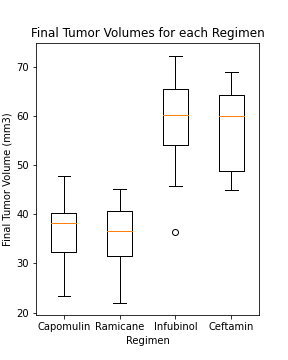 Final Tumor Volumes for each Regimen
Final Tumor Volume (mm3)
70
60
50
40
30
20
Capomulin Ramicane Infubinol Ceftamin
Regimen